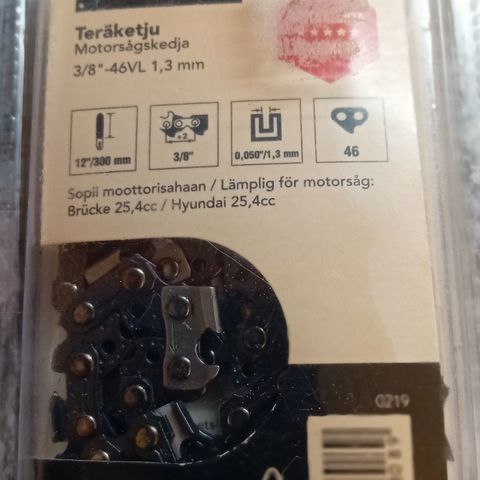 Teräketju
Motorsågskedja
3/8"-46VL 1,3 mm
12"/300 mm
÷2
3/8"
0,050"/1,3 mm
46
Sopii moottorisahaan / Lämplig för motorsåg:
Brücke 25,4cc / Hyundai 25,4cc
0219